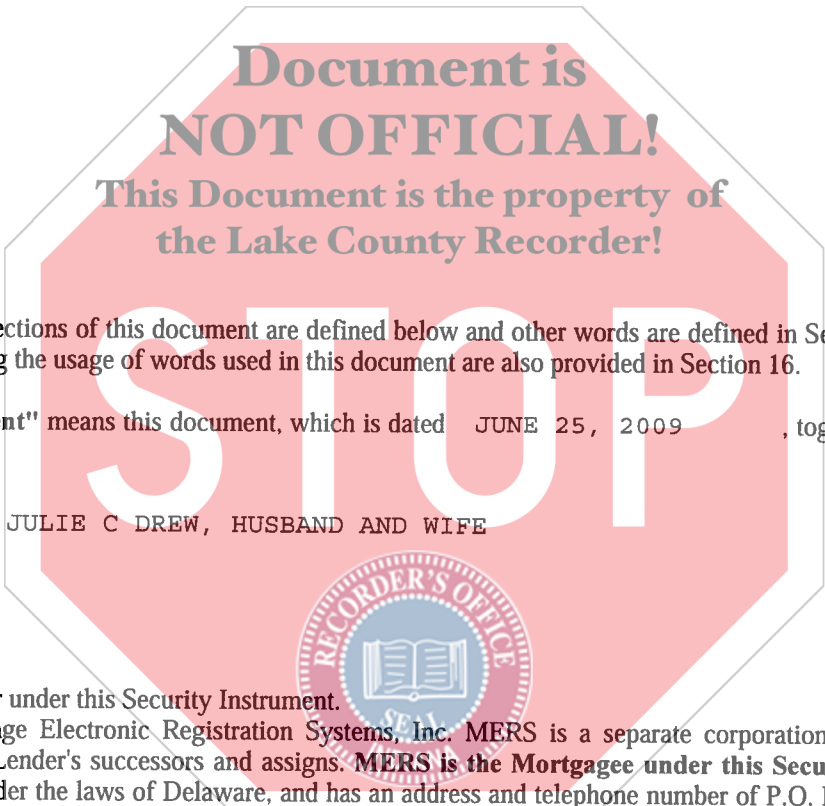 Document is
NOT OFFICIAL!
This Document is the property of
the Lake County Recorder!
STOP
ections of this document are defined below and other words are defined in Se
g the usage of words used in this document are also provided in Section 16.
nt" means this document, which is dated JUNE 25, 2009 , tog
JULIE C DREW, HUSBAND AND WIFE
RECORDER'S OFFICE
SEAL
INDIANA
r under this Security Instrument.
ge Electronic Registration Systems, Inc. MERS is a separate corporation
Lender's successors and assigns. MERS is the Mortgagee under this Secu
der the laws of Delaware, and has an address and telephone number of P.O.